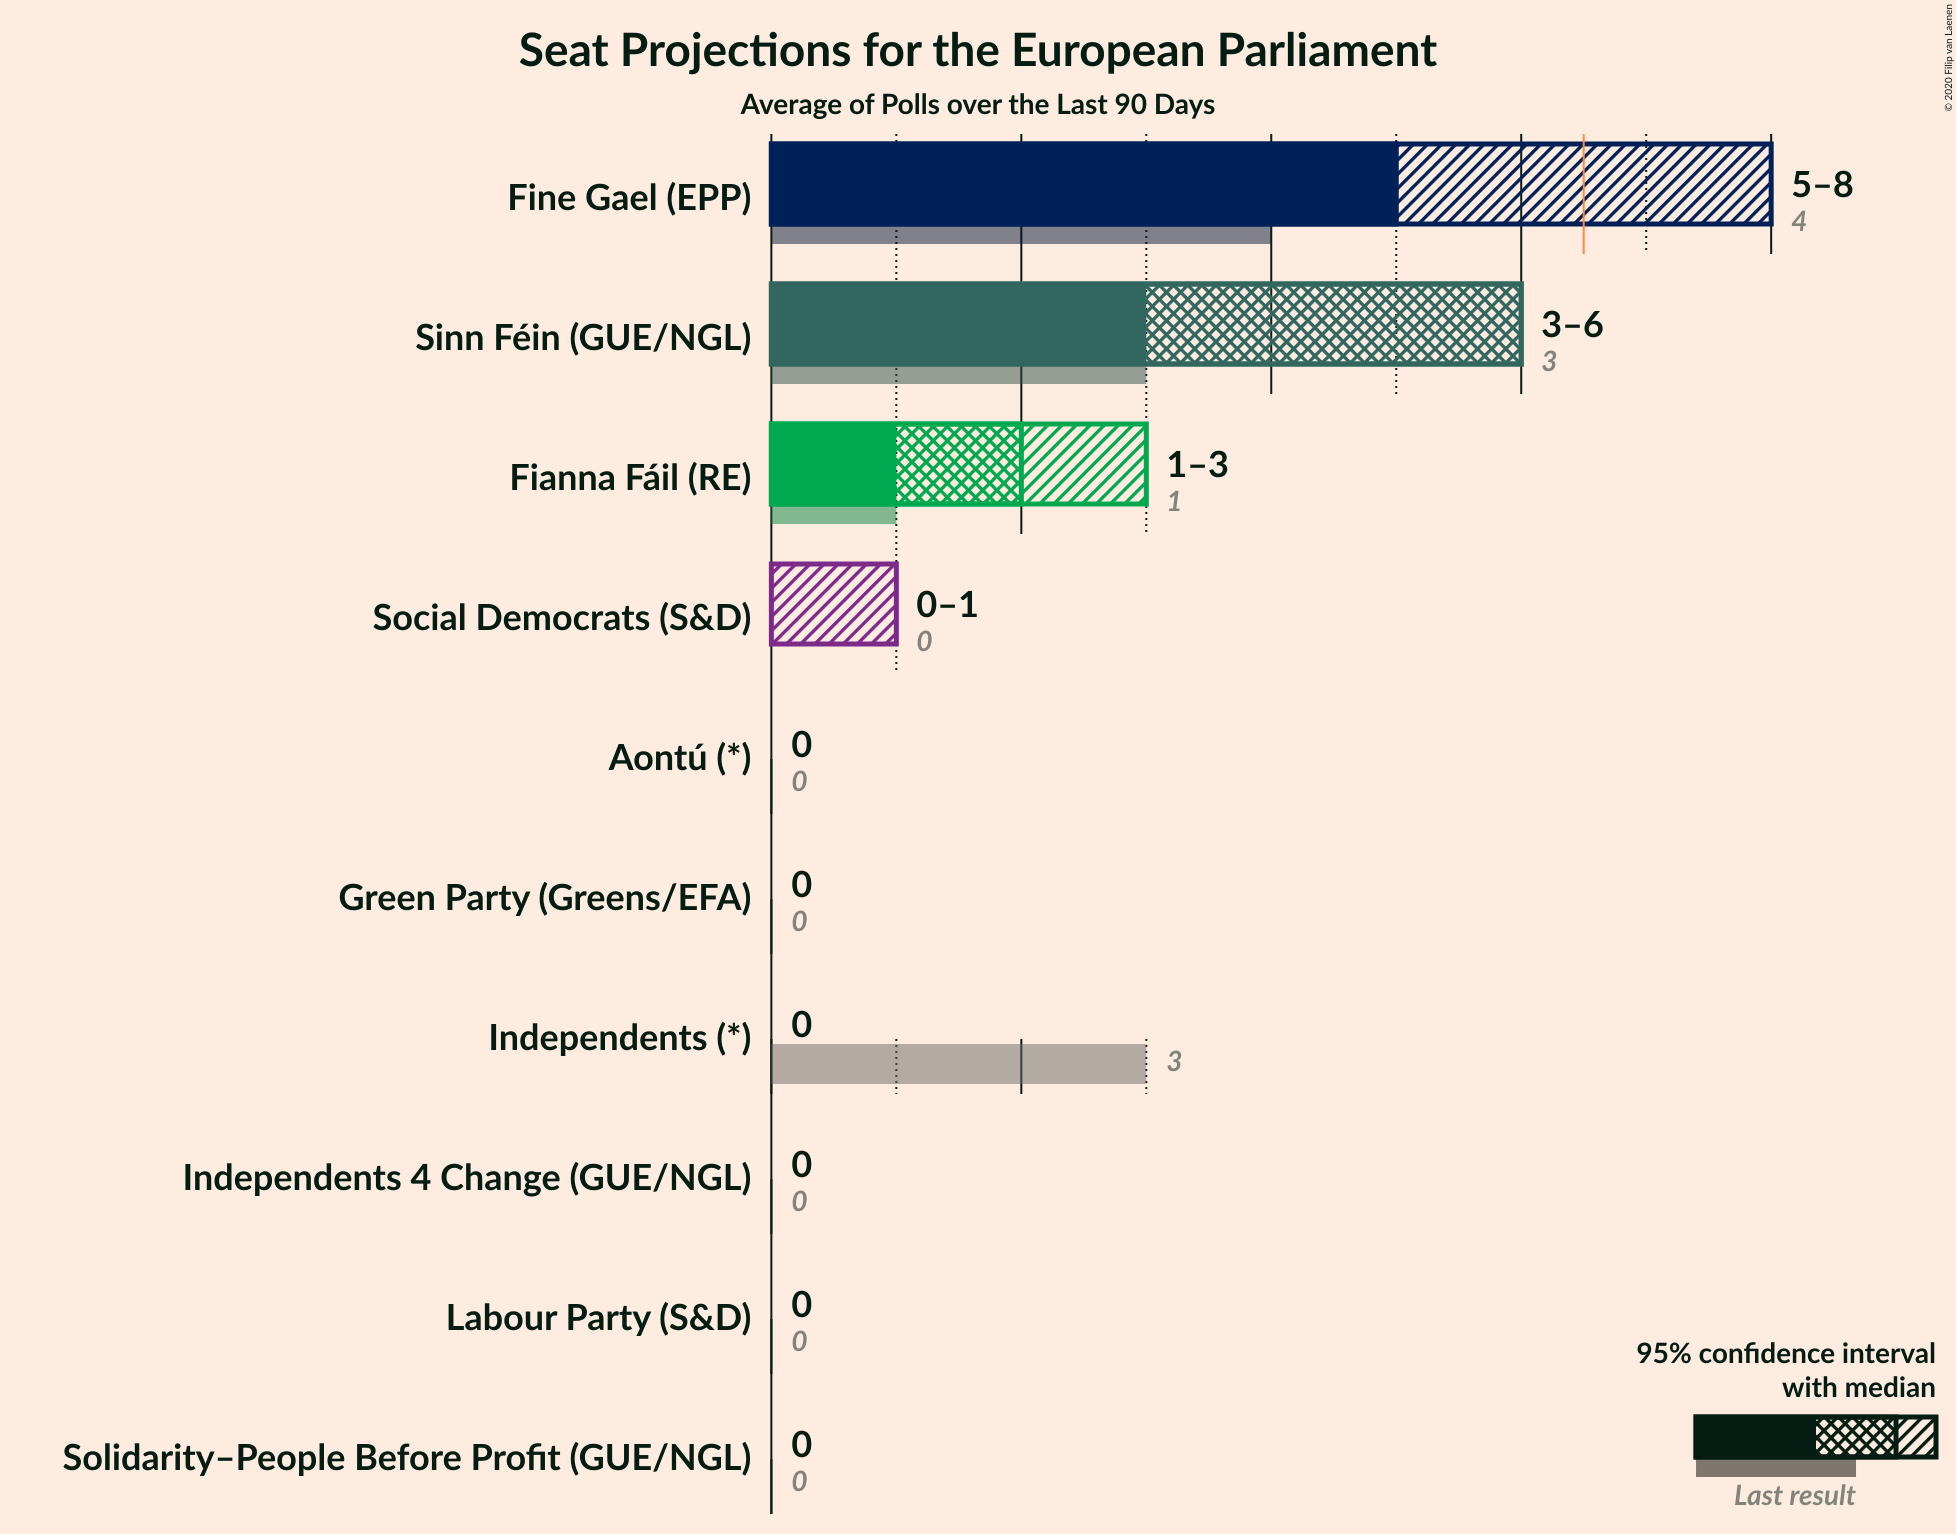 Seat Projections for the European Parliament
Average of Polls over the Last 90 Days
© 2020 Filip van Laenen
Fine Gael (EPP)
5–8
4
Sinn Féin (GUE/NGL)
3–6
3
Fianna Fáil (RE)
1–3
1
Social Democrats (S&D)
0–1
0
Aontú (*)
0
0
Green Party (Greens/EFA)
0
0
Independents (*)
0
3
Independents 4 Change (GUE/NGL)
0
0
Labour Party (S&D)
0
0
Solidarity–People Before Profit (GUE/NGL)
0
0
95% confidence interval
with median
Last result